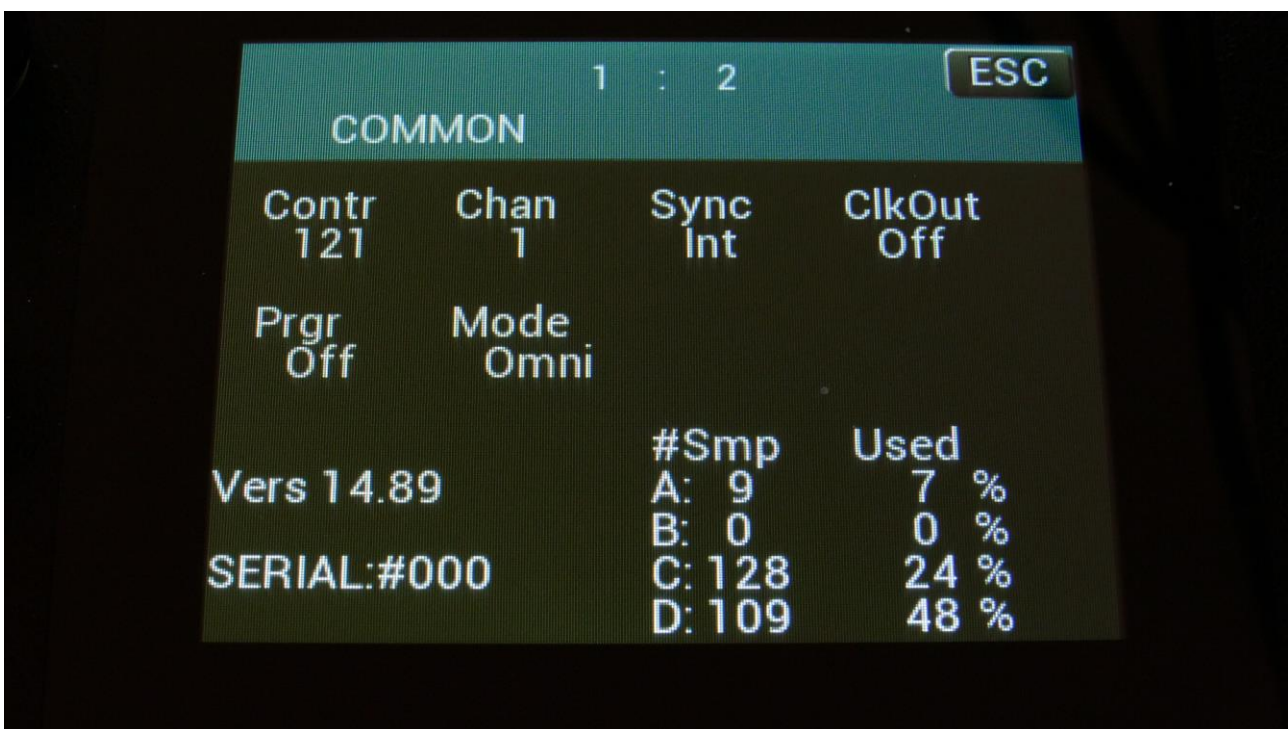 1 : 2 ESC
COMMON
Contr Chan Sync ClkOut
121 1 Int Off
Prgr Mode
Off Omni
#Smp Used
Vers 14.89 A: 9 7 %
B: 0 0 %
SERIAL:#000 C: 128 24 %
D: 109 48 %